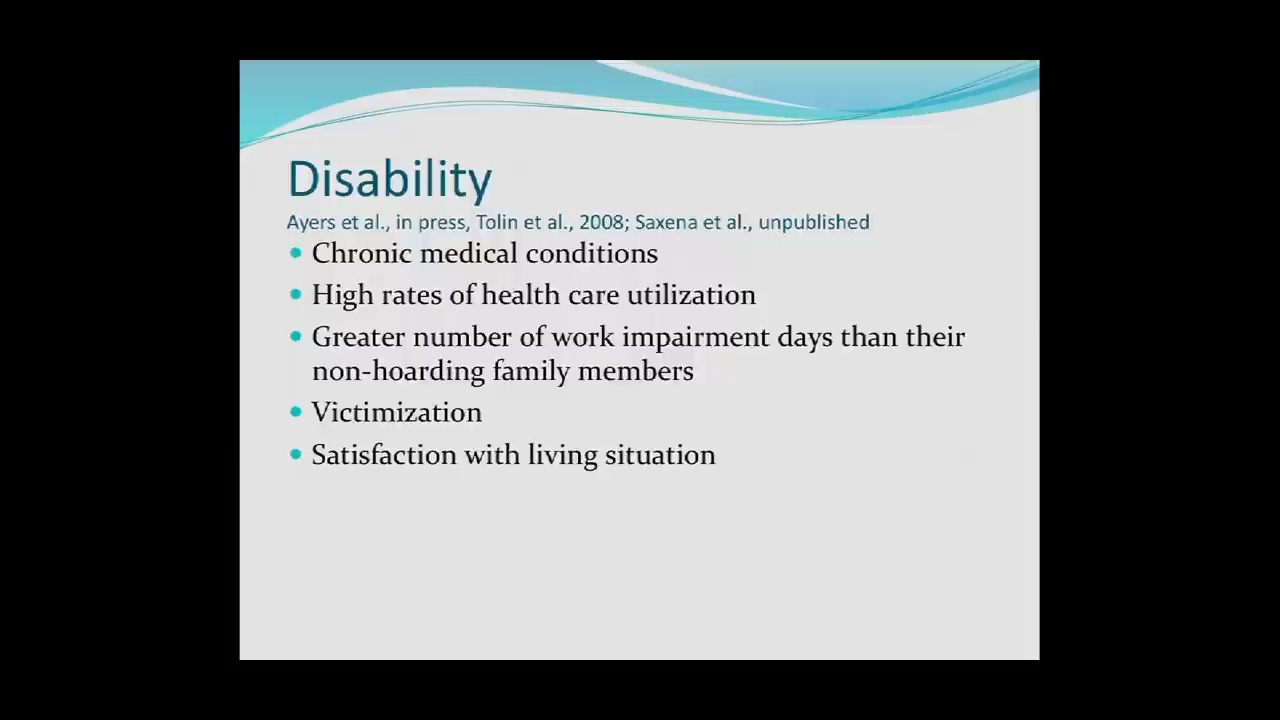 Disability
Ayers et al., in press, Tolin et al., 2008; Saxena et al., unpublished
• Chronic medical conditions
• High rates of health care utilization
• Greater number of work impairment days than their
non-hoarding family members
• Victimization
• Satisfaction with living situation